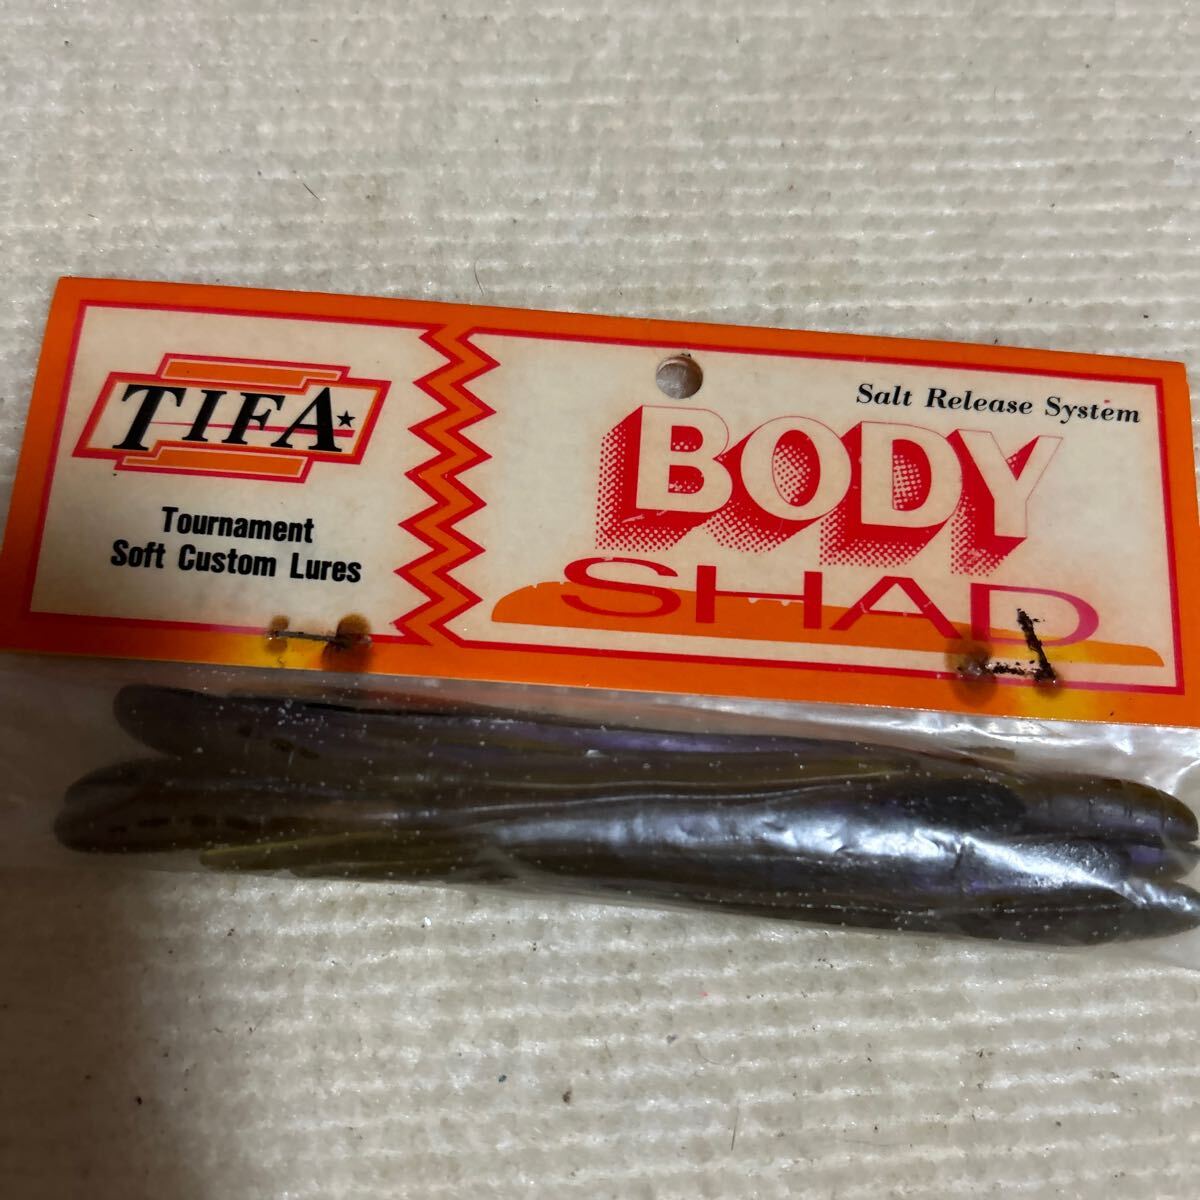 TIFA
Tournament
Soft Custom Lures
Salt Release System
BODY
SHAD